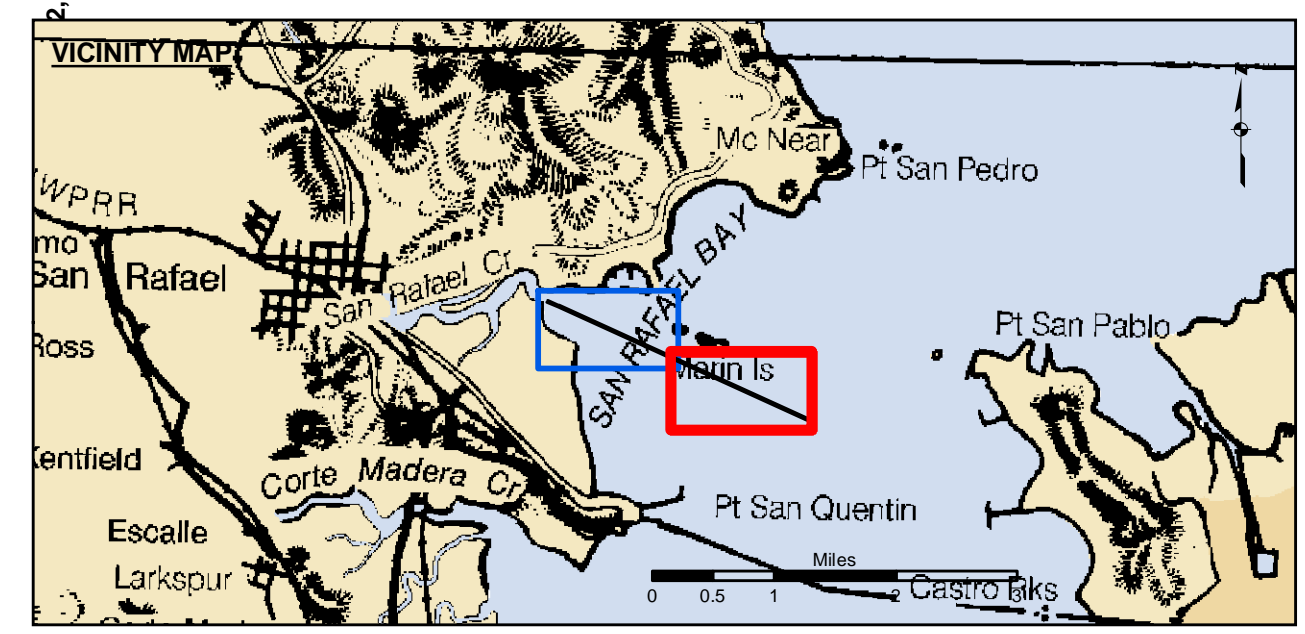 VICINITY MAP
Mc Near
Pt San Pedro
WPRR
San Rafael
San Rafael Cr
SAN RAFAEL BAY
Pt San Pablo
Ross
Marin Is
Kentfield
Corte Madera Cr
Pt San Quentin
Escalle
Larkspur
Miles
0 0.5 1 2 3
Castro Rks